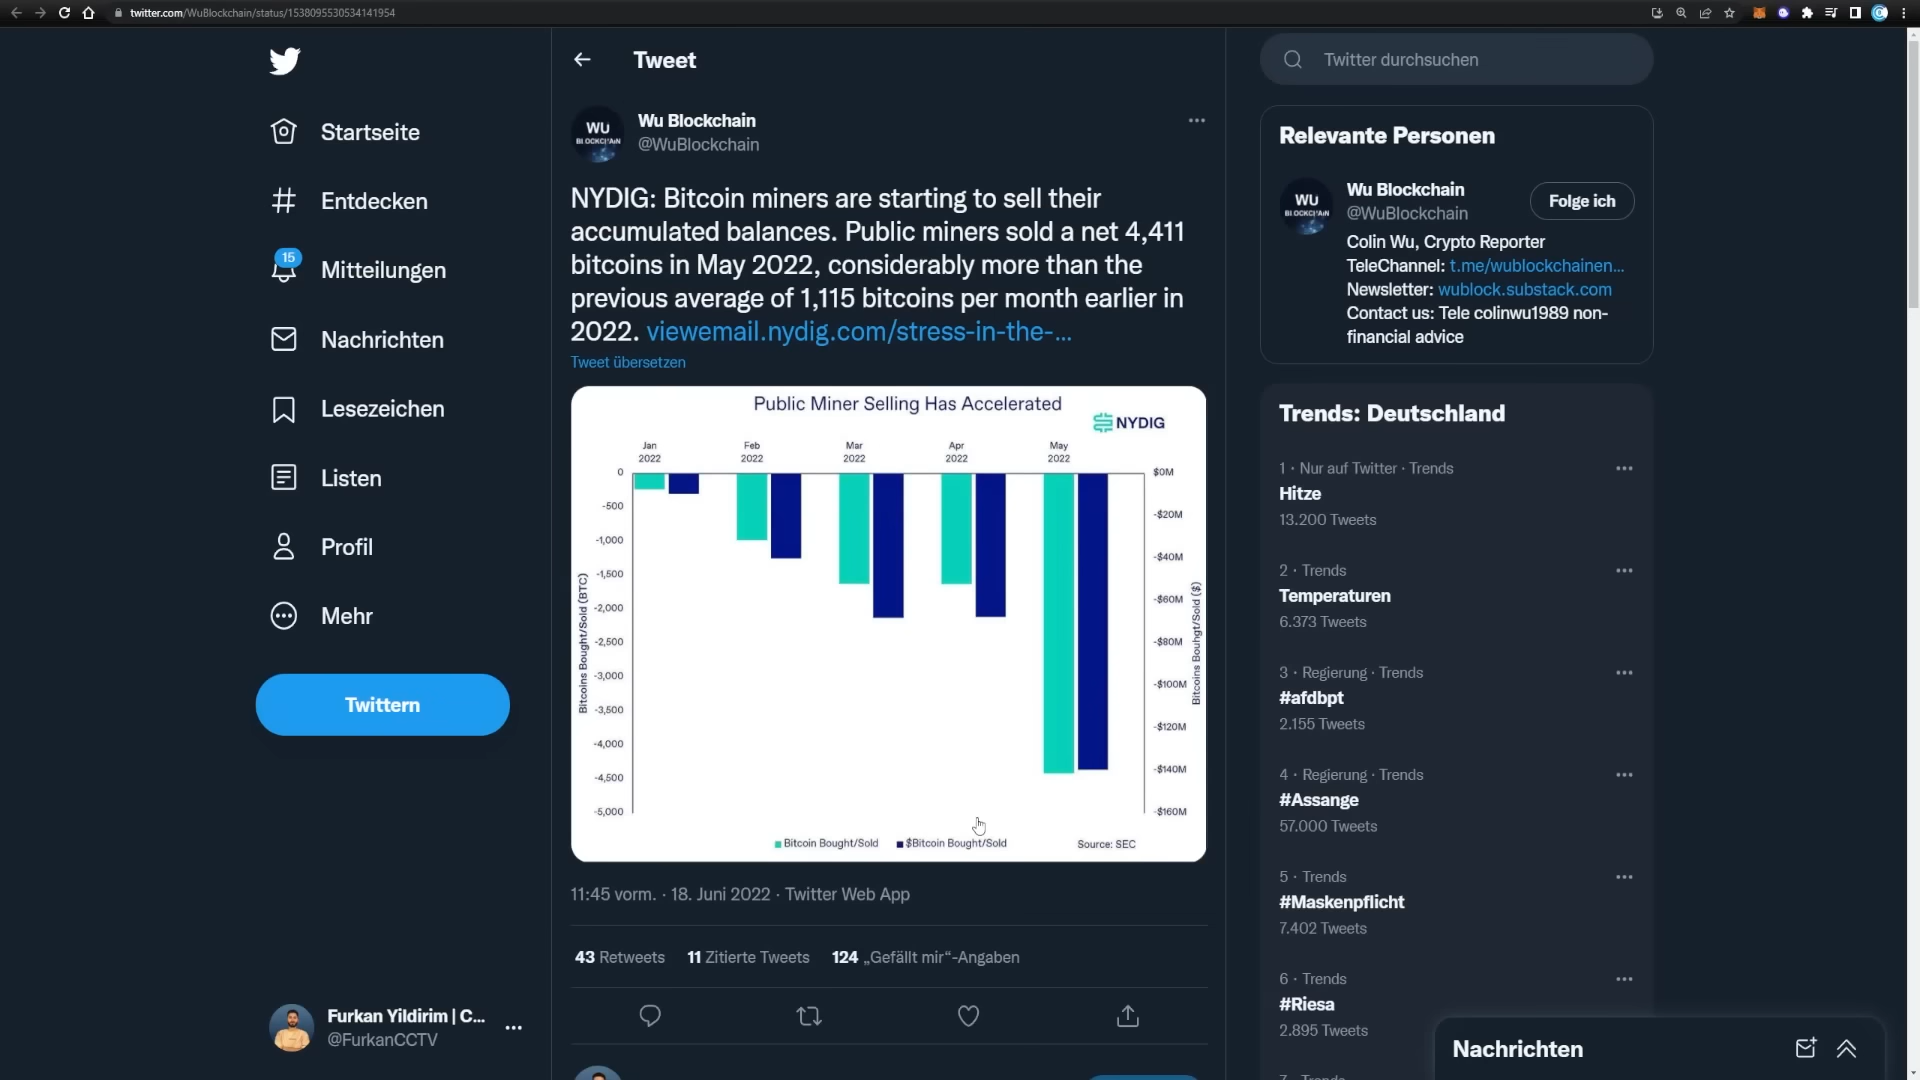 twitter.com/WuBlockchain/status/1538095530534141954
Startseite
Entdecken
15
Mitteilungen
Nachrichten
Lesezeichen
Listen
Profil
Mehr
Twittern
Furkan Yildirim | C...
@FurkanCCTV
Tweet
WU
BLOCKCHAIN
Wu Blockchain
@WuBlockchain
NYDIG: Bitcoin miners are starting to sell their
accumulated balances. Public miners sold a net 4,411
bitcoins in May 2022, considerably more than the
previous average of 1,115 bitcoins per month earlier in
2022. viewemail.nydig.com/stress-in-the-...
Tweet übersetzen
Public Miner Selling Has Accelerated
NYDIG
Jan Feb Mar Apr May
2022 2022 2022 2022 2022
0 $0M
-500 -$20M
-1,000 -$40M
-1,500 -$60M
-2,000 -$80M
-2,500 -$100M
-3,000 -$120M
-3,500 -$140M
-4,000 -$160M
-4,500
-5,000
Bitcoins Bought/Sold (BTC)
Bitcoins Bouhgt/Sold ($)
Bitcoin Bought/Sold $Bitcoin Bought/Sold Source: SEC
11:45 vorm. · 18. Juni 2022 · Twitter Web App
43 Retweets 11 Zitierte Tweets 124 „Gefällt mir“-Angaben
Twitter durchsuchen
Relevante Personen
WU
BLOCKCHAIN
Wu Blockchain
@WuBlockchain
Folge ich
Colin Wu, Crypto Reporter
TeleChannel: t.me/wublockchainen...
Newsletter: wublock.substack.com
Contact us: Tele colinwu1989 non-
financial advice
Trends: Deutschland
1 · Nur auf Twitter · Trends
Hitze
13.200 Tweets
2 · Trends
Temperaturen
6.373 Tweets
3 · Regierung · Trends
#afdbpt
2.155 Tweets
4 · Regierung · Trends
#Assange
57.000 Tweets
5 · Trends
#Maskenpflicht
7.402 Tweets
6 · Trends
#Riesa
2.895 Tweets
Nachrichten